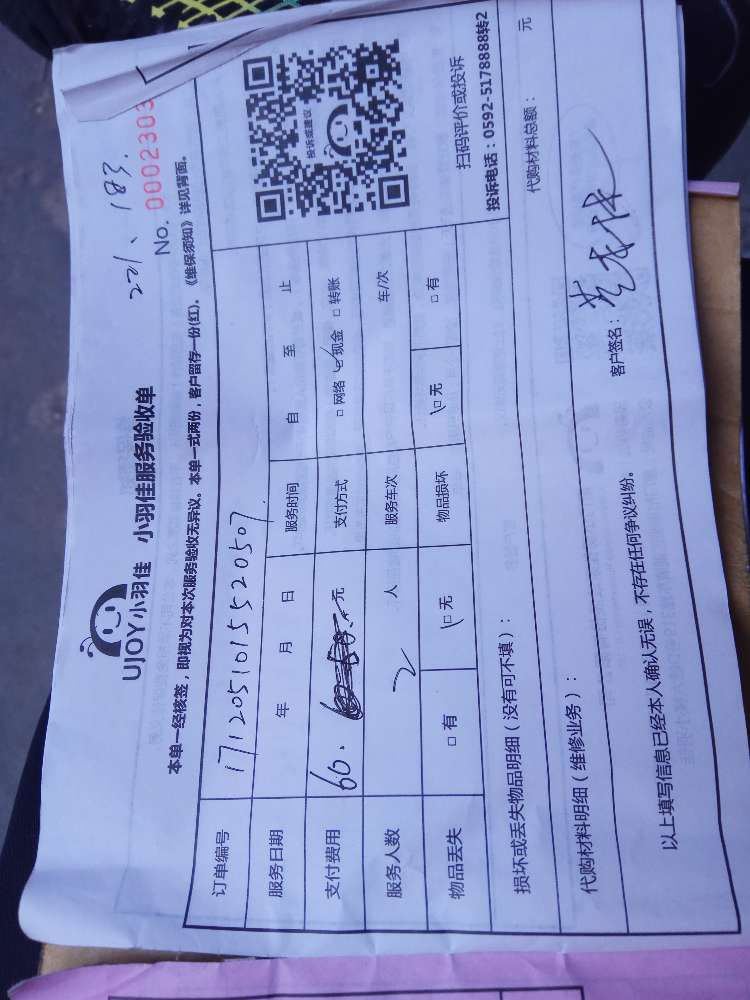 221、183.
No. 0002303
UJOY小羽佳 小羽佳服务验收单
本单一经核签，即视为对本次服务验收无异议。本单一式两份，客户留存一份(红)。《维保须知》详见背面。
订单编号 171205101552050７
服务日期 年 月 日 服务时间 自 至 止
支付费用 60. 元 支付方式 □ 网络 ☑现金 □ 转账
服务人数 2 人 服务车次 车/次
物品丢失 □ 有 □ 无 物品损坏 □ 无 □ 有
投诉或建议
扫码评价或投诉
投诉电话：0592-5178888转2
损坏或丢失物品明细（没有可不填）：
代购材料明细（维修业务）： 代购材料总额： 元
以上填写信息已经本人确认无误，不存在任何争议纠纷。 客户签名：